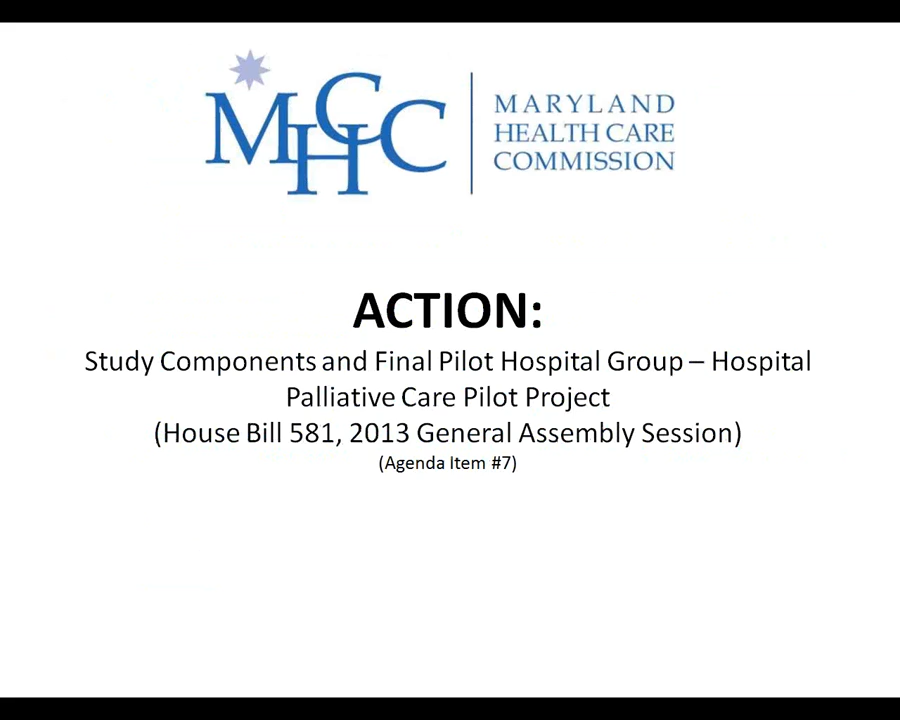 MHCC
MARYLAND
HEALTH CARE
COMMISSION
ACTION:
Study Components and Final Pilot Hospital Group – Hospital
Palliative Care Pilot Project
(House Bill 581, 2013 General Assembly Session)
(Agenda Item #7)